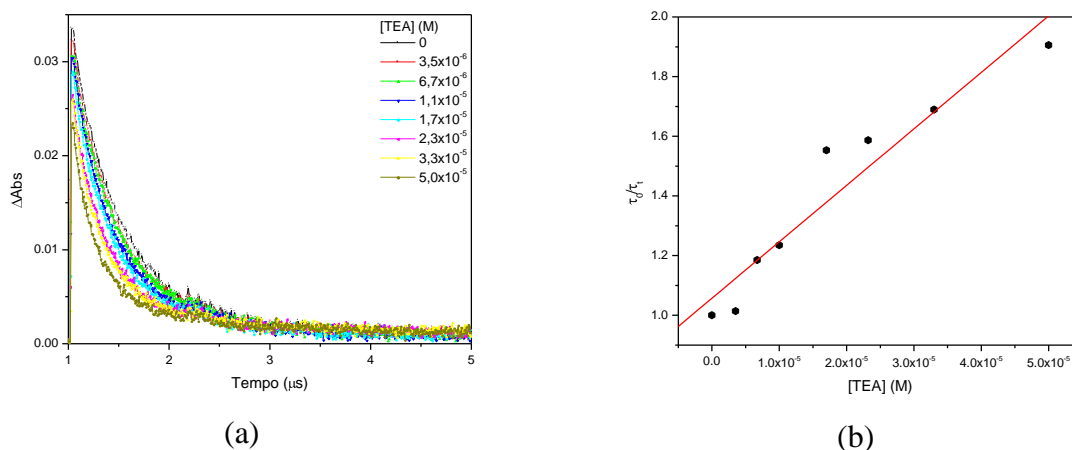 [TEA] (M)
0
3,5x10⁻⁶
6,7x10⁻⁶
1,1x10⁻⁵
1,7x10⁻⁵
2,3x10⁻⁵
3,3x10⁻⁵
5,0x10⁻⁵
0.03
0.02
0.01
0.00
ΔAbs
1 2 3 4 5
Tempo (μs)
(a)
2.0
1.8
1.6
1.4
1.2
1.0
τ₀/τₜ
0.0 1.0x10⁻⁵ 2.0x10⁻⁵ 3.0x10⁻⁵ 4.0x10⁻⁵ 5.0x10⁻⁵
[TEA] (M)
(b)